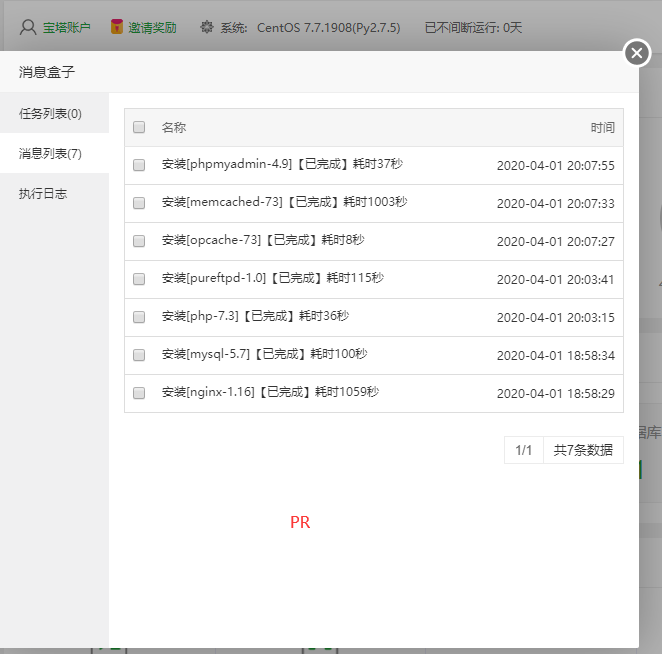 宝塔账户 邀请奖励 系统: CentOS 7.7.1908(Py2.7.5) 已不间断运行: 0天
消息盒子
任务列表(0)
消息列表(7)
执行日志
名称 时间
安装[phpmyadmin-4.9]【已完成】耗时37秒 2020-04-01 20:07:55
安装[memcached-73]【已完成】耗时1003秒 2020-04-01 20:07:33
安装[opcache-73]【已完成】耗时8秒 2020-04-01 20:07:27
安装[pureftpd-1.0]【已完成】耗时115秒 2020-04-01 20:03:41
安装[php-7.3]【已完成】耗时36秒 2020-04-01 20:03:15
安装[mysql-5.7]【已完成】耗时100秒 2020-04-01 18:58:34
安装[nginx-1.16]【已完成】耗时1059秒 2020-04-01 18:58:29
据库
1/1 共7条数据
PR